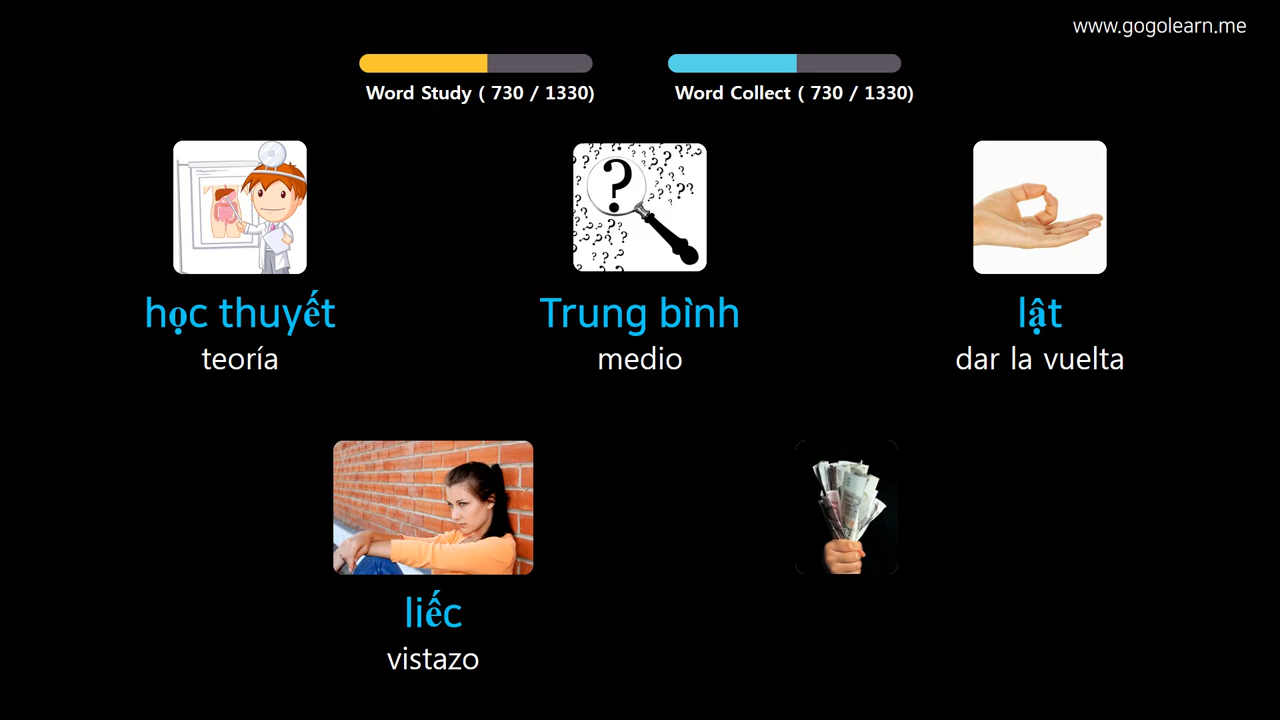 www.gogolearn.me
Word Study ( 730 / 1330)
Word Collect ( 730 / 1330)
học thuyết
teoría
Trung bình
medio
lật
dar la vuelta
liếc
vistazo